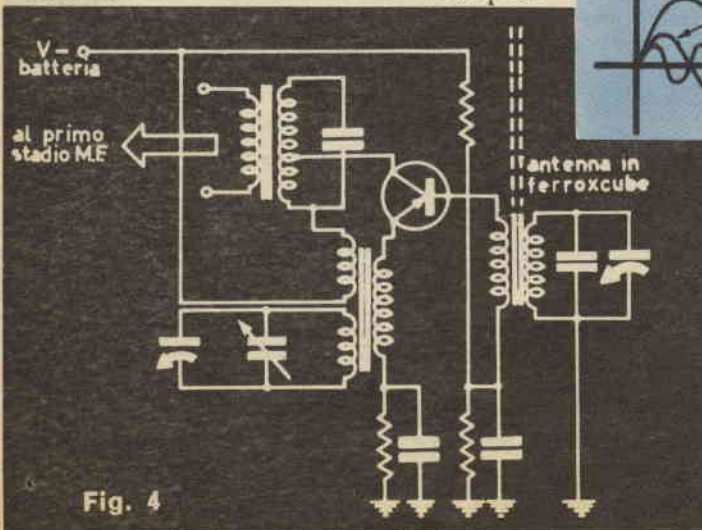 V- batteria
al primo
stadio M.E
antenna in
ferroxcube
Fig. 4